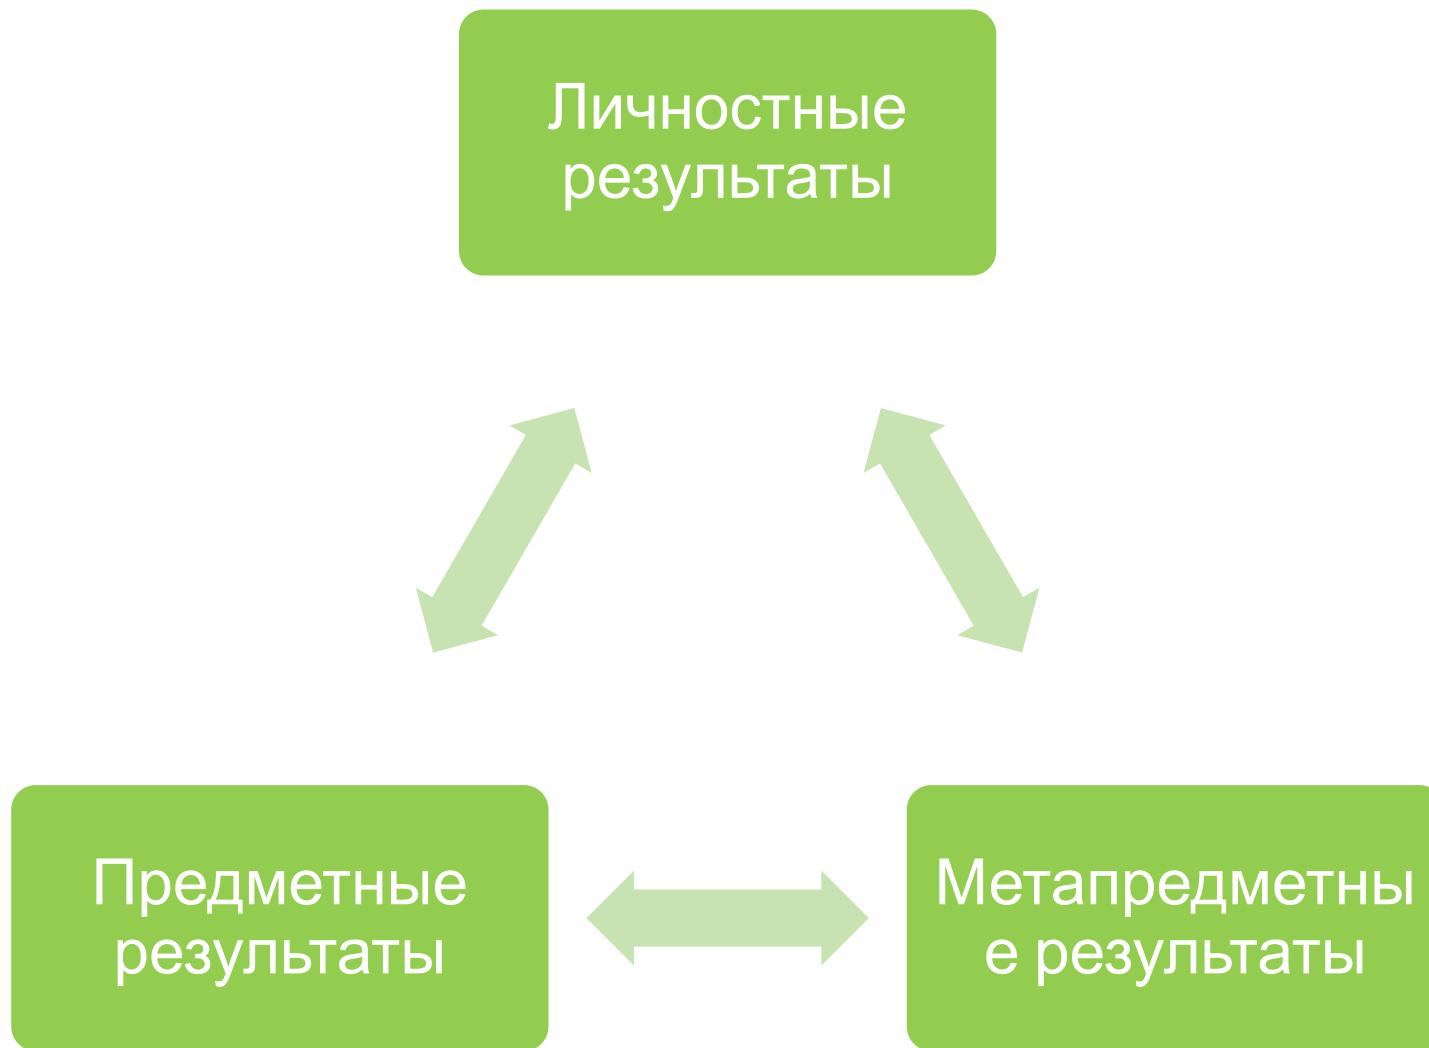 Личностные
результаты
Предметные
результаты
Метапредметны
е результаты